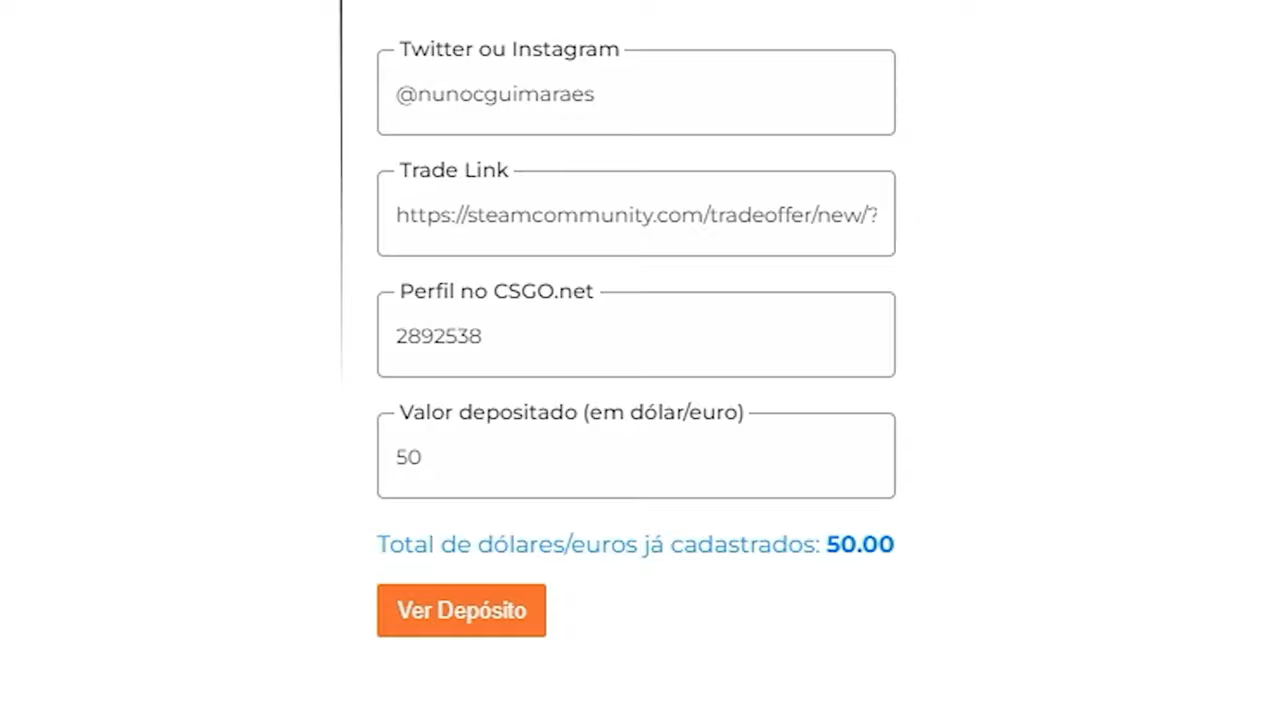 Twitter ou Instagram
@nunocguimaraes
Trade Link
https://steamcommunity.com/tradeoffer/new/?
Perfil no CSGO.net
2892538
Valor depositado (em dólar/euro)
50
Total de dólares/euros já cadastrados: 50.00
Ver Depósito